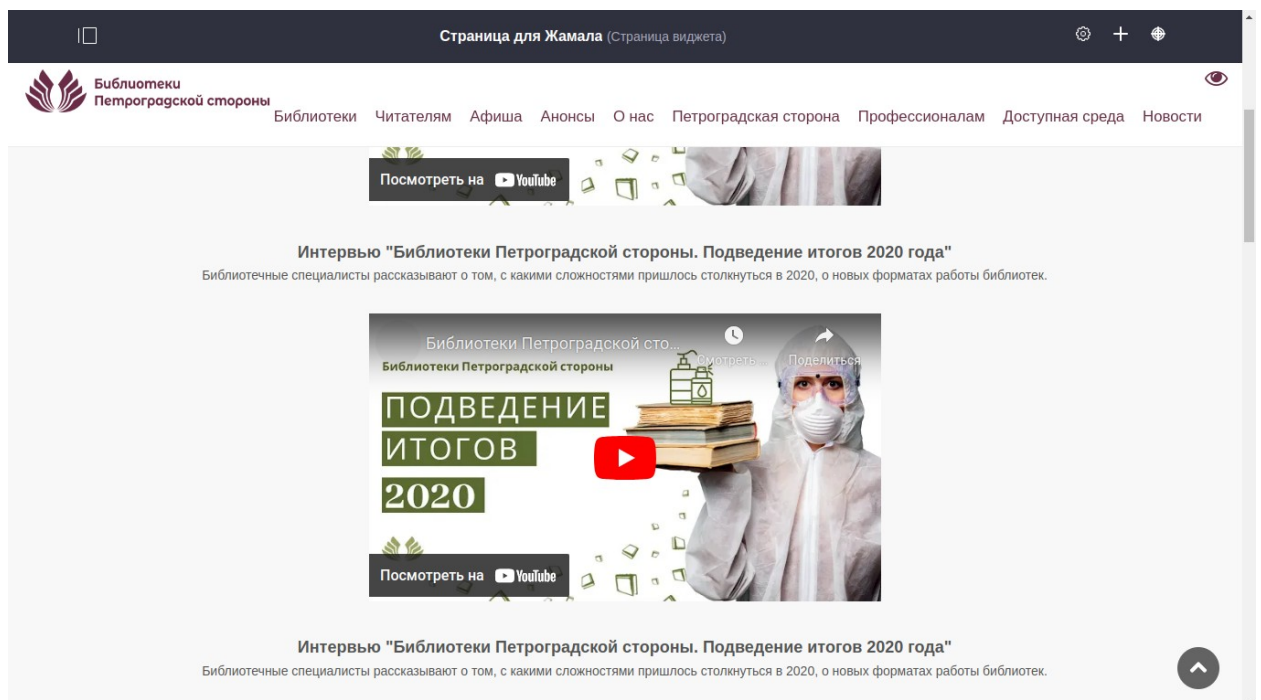 Страница для Жамала (Страница виджета)
Библиотеки
Петроградской стороны
Библиотеки Читателям Афиша Анонсы О нас Петроградская сторона Профессионалам Доступная среда Новости
Посмотреть на YouTube
Интервью "Библиотеки Петроградской стороны. Подведение итогов 2020 года"
Библиотечные специалисты рассказывают о том, с какими сложностями пришлось столкнуться в 2020, о новых форматах работы библиотек.
Библиотеки Петроградской сто...
Смотреть... Поделиться
Библиотеки Петроградской стороны
ПОДВЕДЕНИЕ
ИТОГОВ
2020
Посмотреть на YouTube
Интервью "Библиотеки Петроградской стороны. Подведение итогов 2020 года"
Библиотечные специалисты рассказывают о том, с какими сложностями пришлось столкнуться в 2020, о новых форматах работы библиотек.